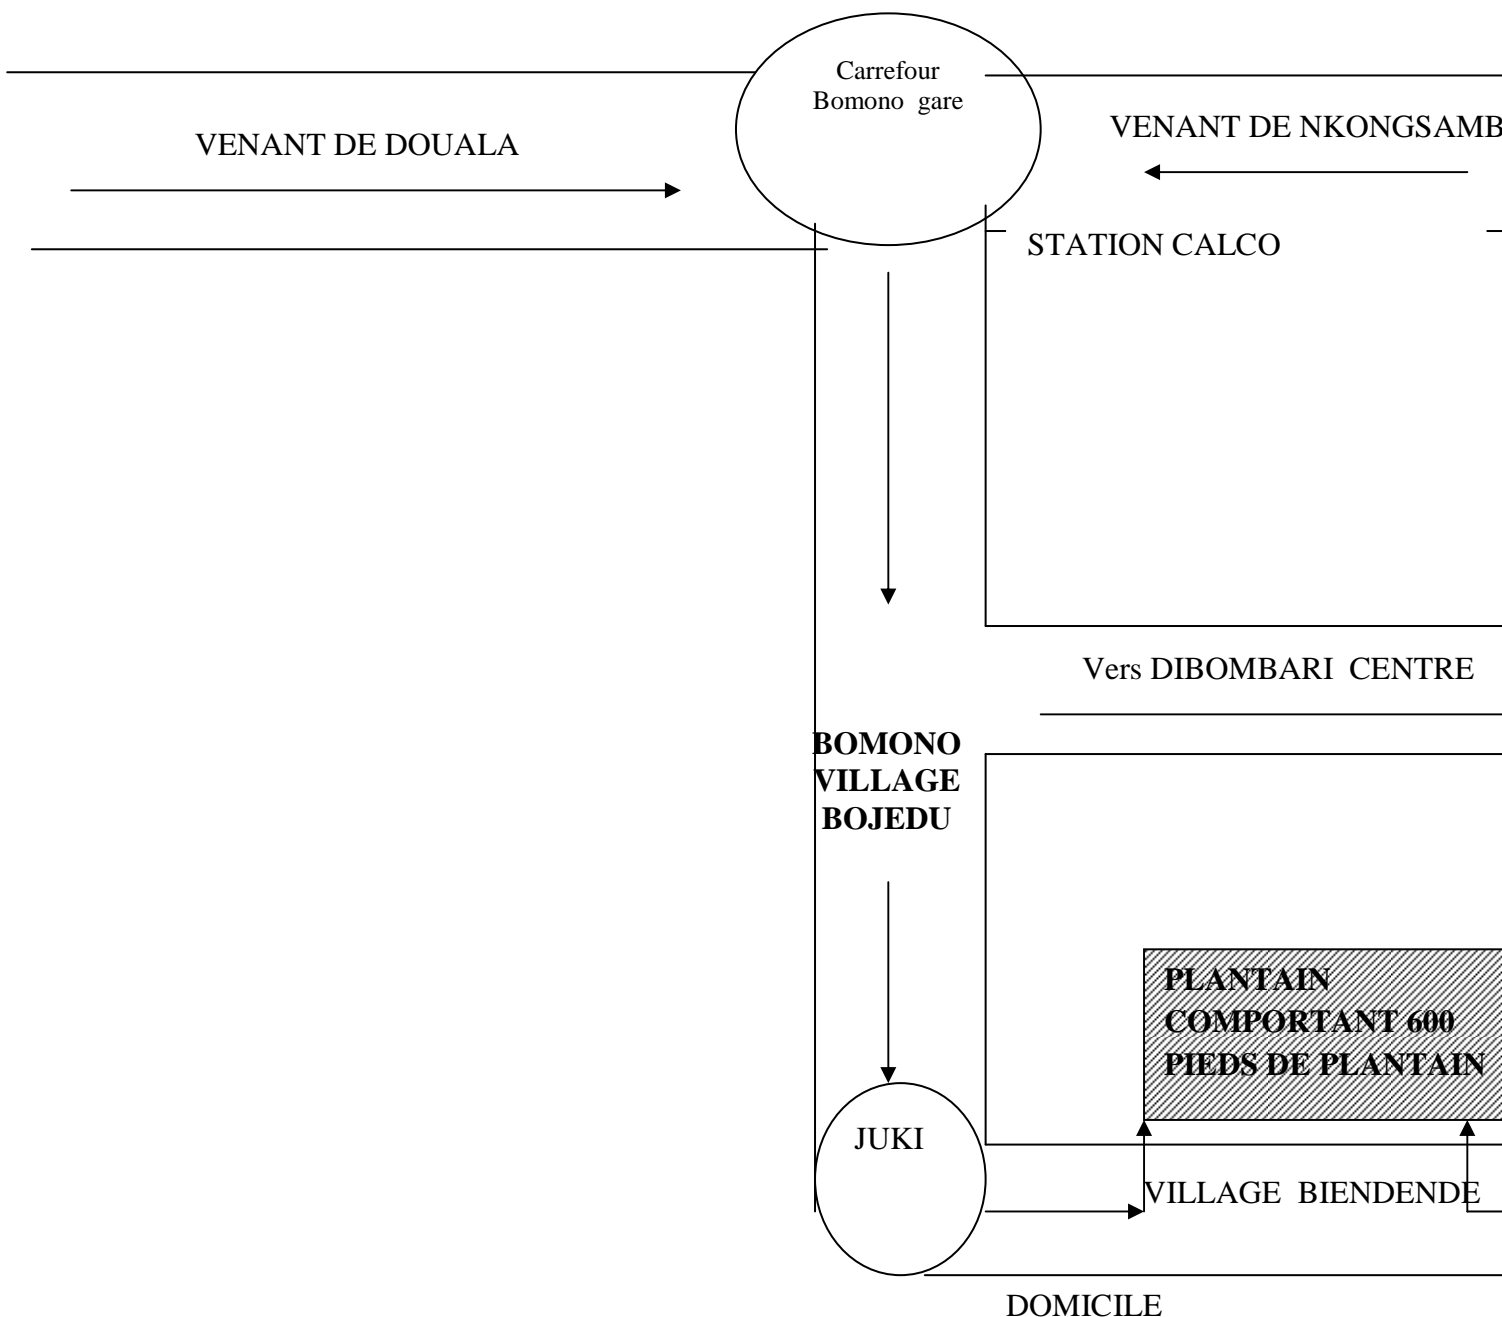 Carrefour
Bomono gare
VENANT DE DOUALA
VENANT DE NKONGSAMB
STATION CALCO
Vers DIBOMBARI CENTRE
BOMONO
VILLAGE
BOJEDU
PLANTAIN
COMPORTANT 600
PIEDS DE PLANTAIN
JUKI
VILLAGE BIENDENDE
DOMICILE